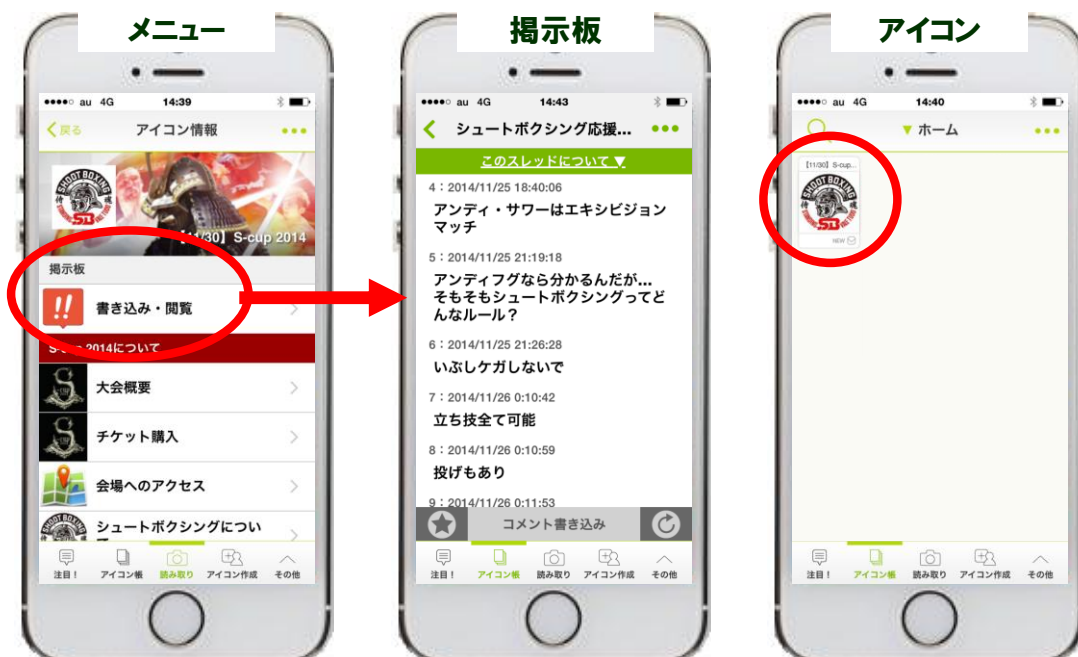 メニュー
au 4G 14:39
戻る アイコン情報
SHOOT BOXING
侍 魂
SB
【11/30】S-cup 2014
掲示板
書き込み・閲覧
2014について
大会概要
チケット購入
会場へのアクセス
シュートボクシングについ
注目！ アイコン帳 読み取り アイコン作成 その他
掲示板
au 4G 14:43
シュートボクシング応援...
このスレッドについて ▼
4：2014/11/25 18:40:06
アンディ・サワーはエキシビジョン
マッチ
5：2014/11/25 21:19:18
アンディフグなら分かるんだが...
そもそもシュートボクシングってど
んなルール？
6：2014/11/25 21:26:28
いぶしケガしないで
7：2014/11/26 0:10:42
立ち技全て可能
8：2014/11/26 0:10:59
投げもあり
9：2014/11/26 0:11:53
コメント書き込み
注目！ アイコン帳 読み取り アイコン作成 その他
アイコン
au 4G 14:40
▼ ホーム
【11/30】S-cup...
SHOOT BOXING
侍 魂
SB
NEW
注目！ アイコン帳 読み取り アイコン作成 その他